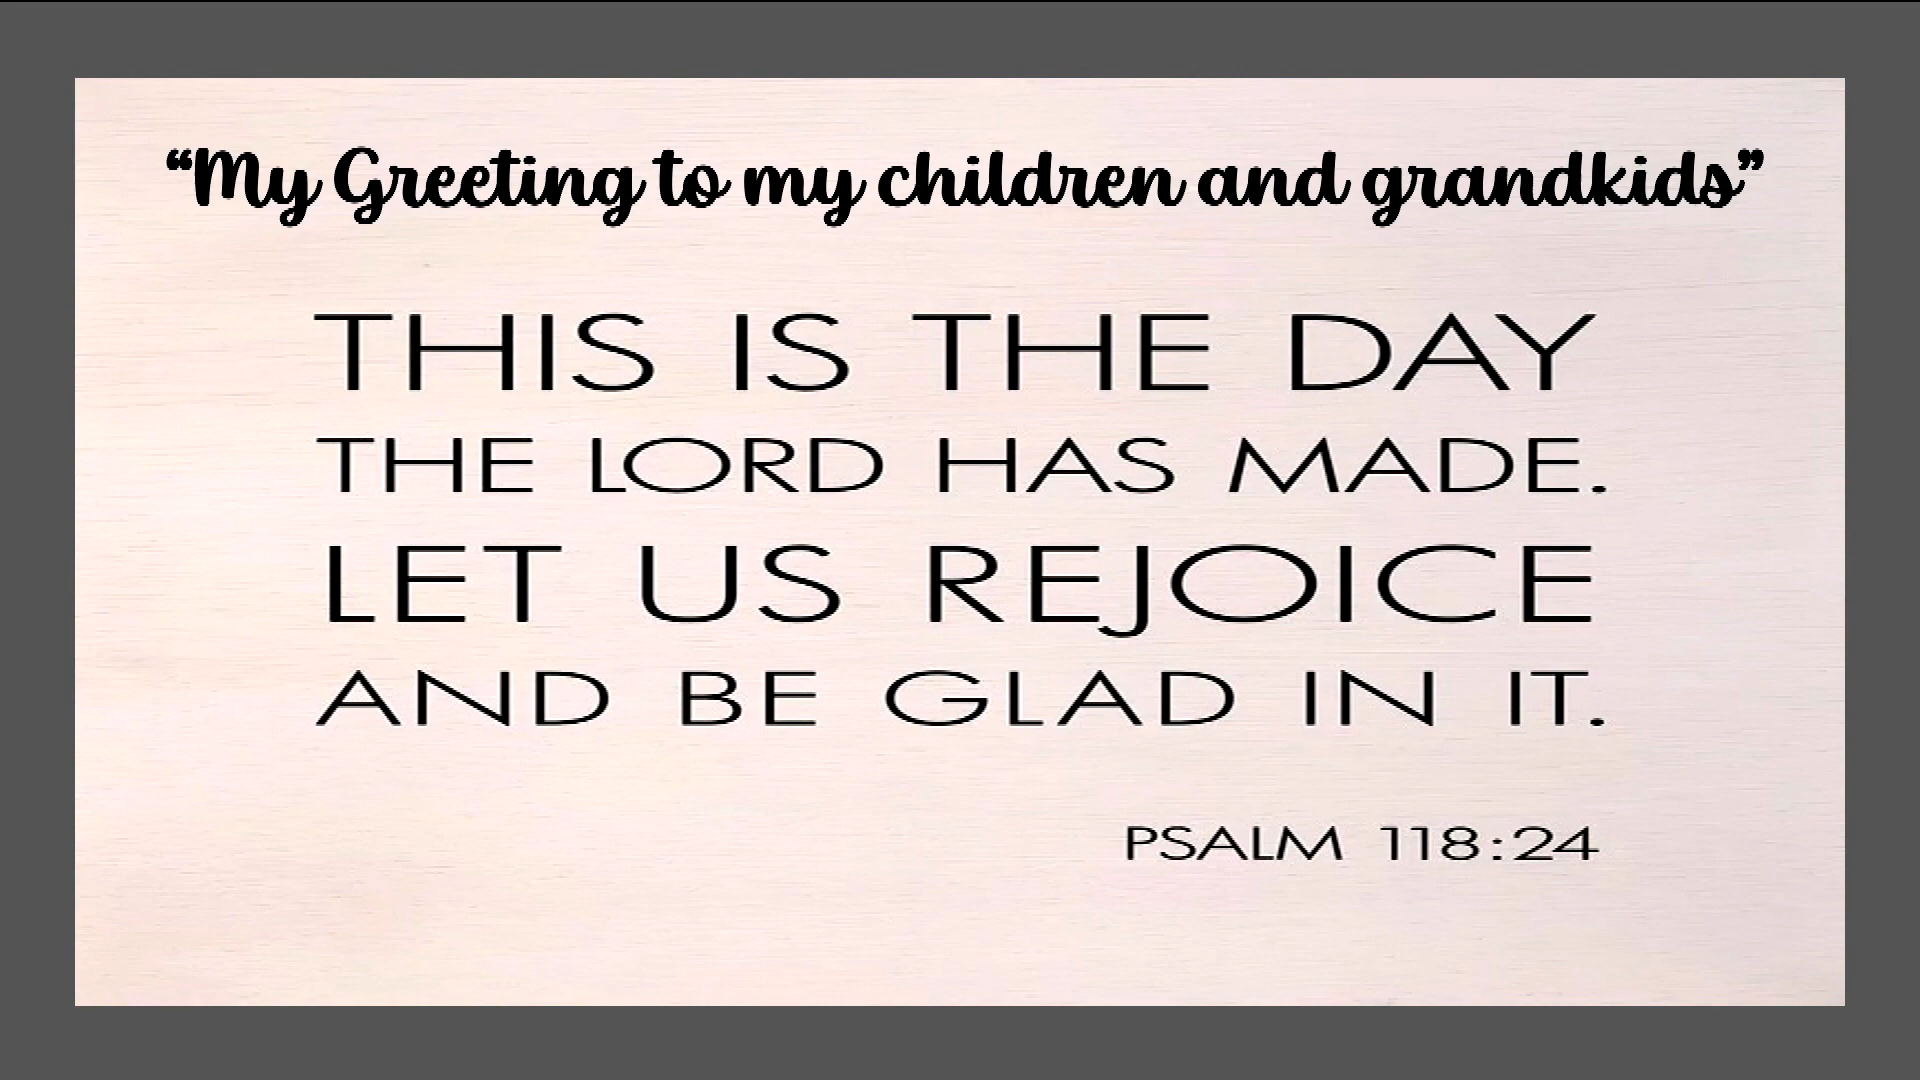 “My Greeting to my children and grandkids”
THIS IS THE DAY
THE LORD HAS MADE.
LET US REJOICE
AND BE GLAD IN IT.
PSALM 118:24